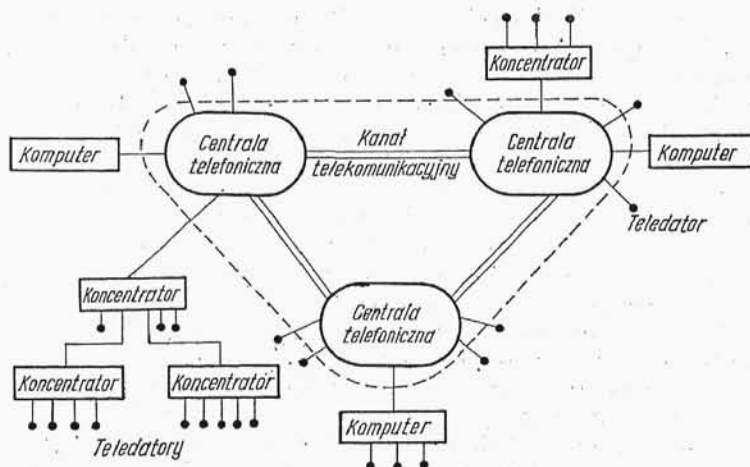 Koncentrator
Komputer
Centrala
telefoniczna
Kanał
telekomunikacyjny
Centrala
telefoniczna
Komputer
Teledator
Koncentrator
Centrala
telefoniczna
Koncentrator
Koncentrator
Teledatory
Komputer